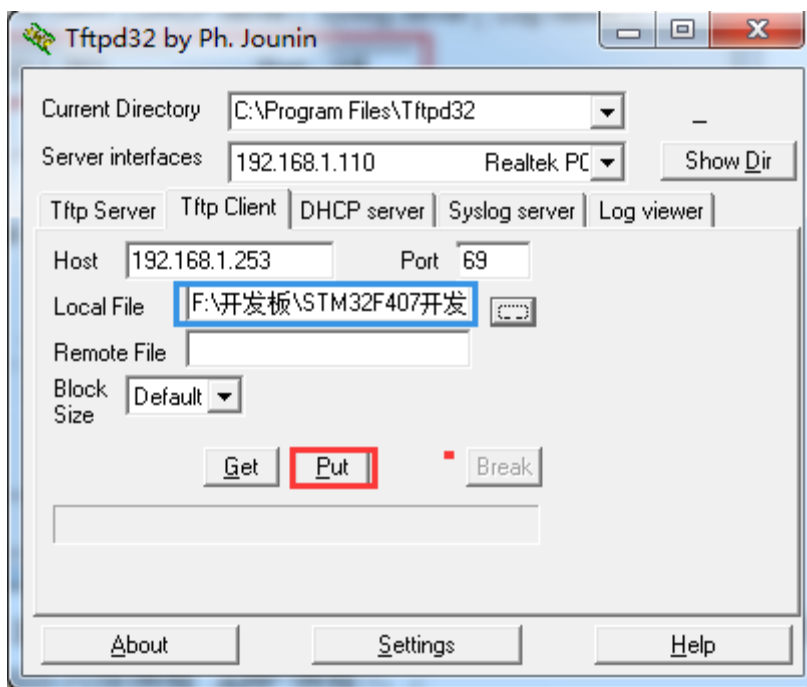 Tftpd32 by Ph. Jounin
Current Directory C:\Program Files\Tftpd32
Server interfaces 192.168.1.110 Realtek PC Show Dir
Tftp Server Tftp Client DHCP server Syslog server Log viewer
Host 192.168.1.253 Port 69
Local File F:\开发板\STM32F407开发
Remote File
Block
Size Default
Get Put Break
About Settings Help